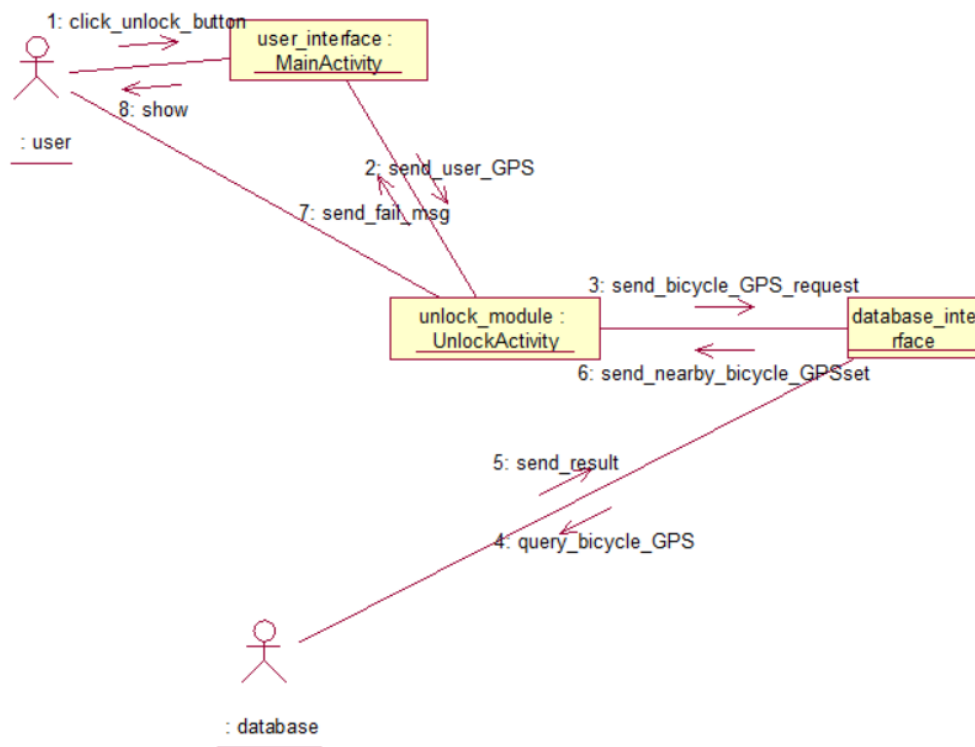 1: click_unlock_button
user_interface :
MainActivity
8: show
: user
2: send_user_GPS
7: send_fail_msg
3: send_bicycle_GPS_request
unlock_module :
UnlockActivity
database_inte
rface
6: send_nearby_bicycle_GPSset
5: send_result
4: query_bicycle_GPS
: database